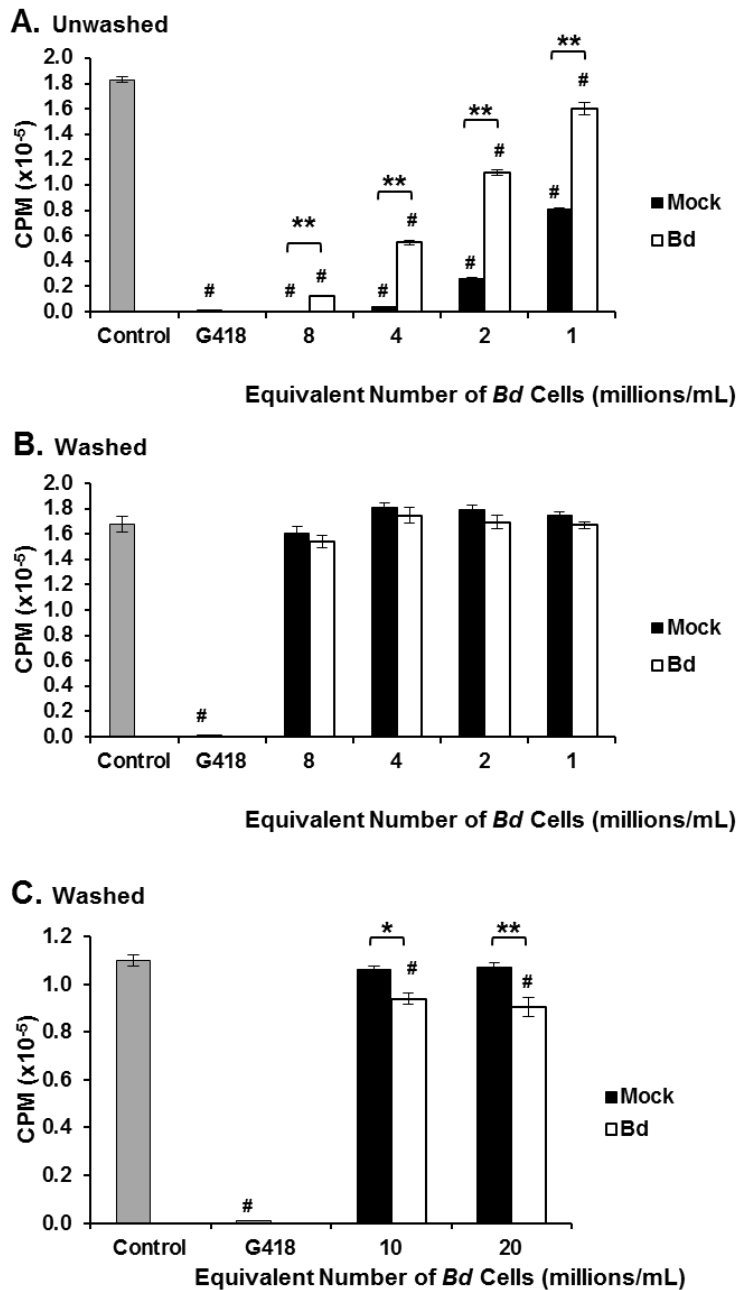 A. Unwashed
CPM (x10-5)
2.0
1.8
1.6
1.4
1.2
1.0
0.8
0.6
0.4
0.2
0.0
#
#
**
#
#
**
#
#
**
#
#
**
#
Mock
Bd
Control G418 8 4 2 1
Equivalent Number of Bd Cells (millions/mL)
B. Washed
CPM (x10-5)
2.0
1.8
1.6
1.4
1.2
1.0
0.8
0.6
0.4
0.2
0.0
#
Mock
Bd
Control G418 8 4 2 1
Equivalent Number of Bd Cells (millions/mL)
C. Washed
CPM (x10-5)
1.2
1.0
0.8
0.6
0.4
0.2
0.0
#
*
#
**
#
Mock
Bd
Control G418 10 20
Equivalent Number of Bd Cells (millions/mL)